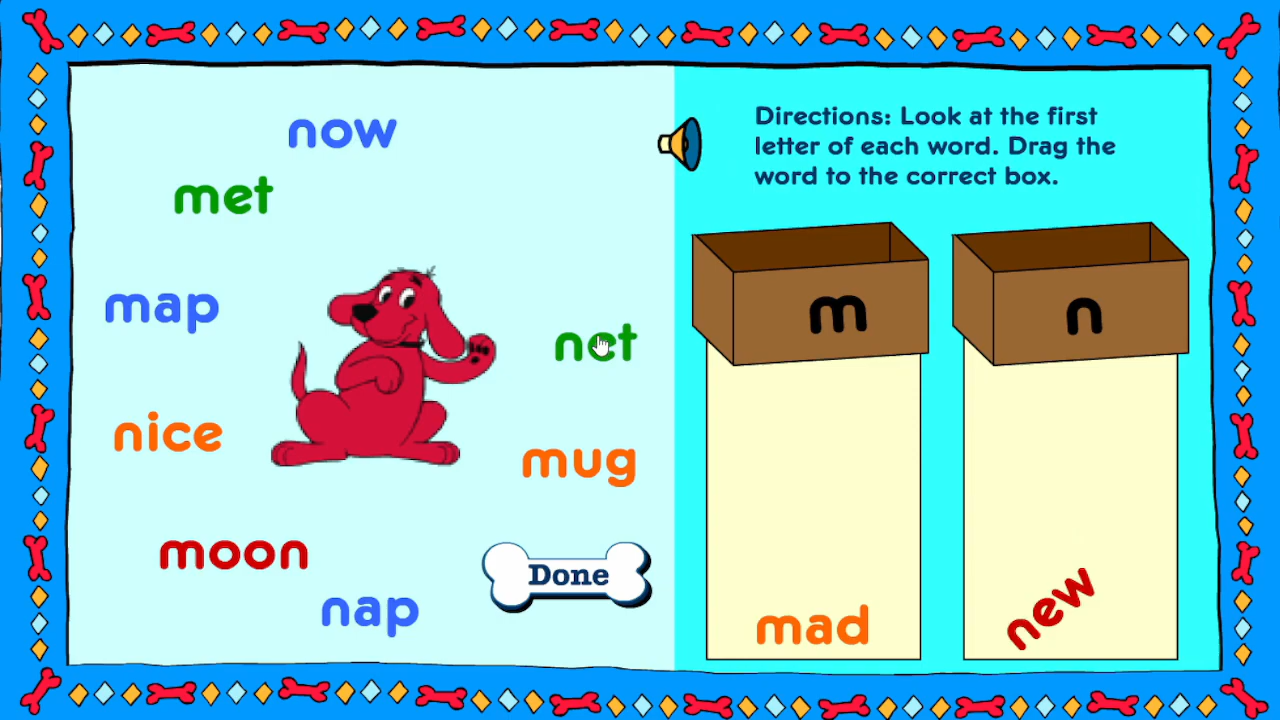 now
met
map
net
nice
mug
moon
nap
Done
Directions: Look at the first
letter of each word. Drag the
word to the correct box.
m
n
mad
new